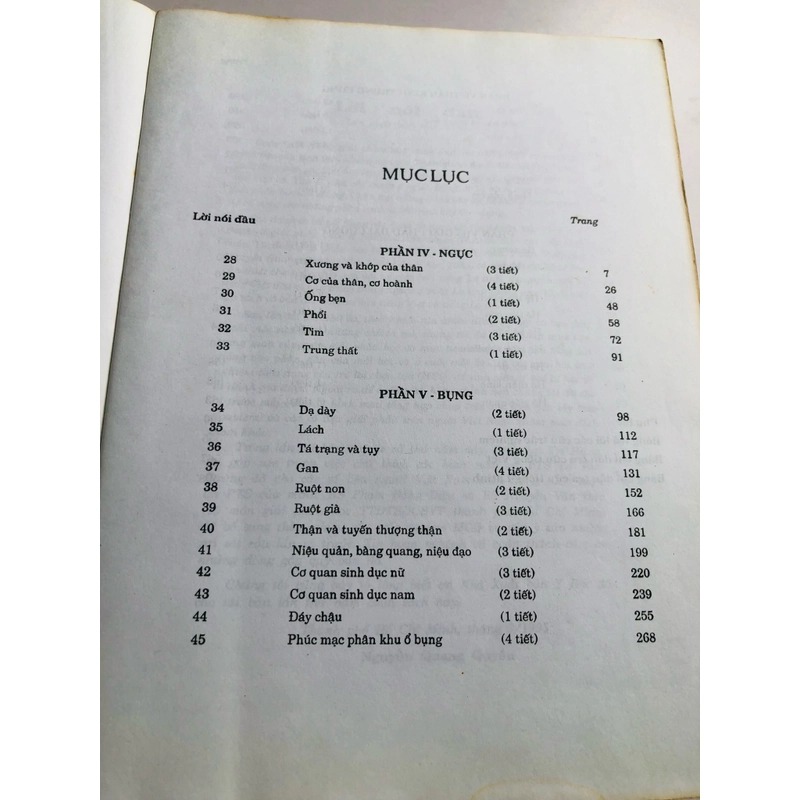 MỤC LỤC
Lời nói đầu Trang
PHẦN IV - NGỰC
28 Xương và khớp của thân (3 tiết) 7
29 Cơ của thân, cơ hoành (4 tiết) 26
30 Ống bẹn (1 tiết) 48
31 Phổi (2 tiết) 58
32 Tim (3 tiết) 72
33 Trung thất (1 tiết) 91
PHẦN V - BỤNG
34 Dạ dày (2 tiết) 98
35 Lách (1 tiết) 112
36 Tá trạng và tụy (3 tiết) 117
37 Gan (4 tiết) 131
38 Ruột non (2 tiết) 152
39 Ruột già (3 tiết) 166
40 Thận và tuyến thượng thận (2 tiết) 181
41 Niệu quản, bàng quang, niệu đạo (3 tiết) 199
42 Cơ quan sinh dục nữ (3 tiết) 220
43 Cơ quan sinh dục nam (2 tiết) 239
44 Đáy chậu (1 tiết) 255
45 Phúc mạc phân khu ổ bụng (4 tiết) 268